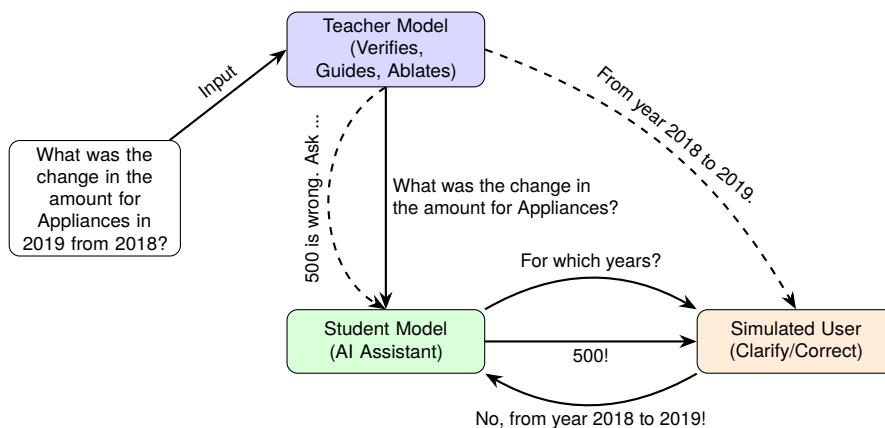 Teacher Model
(Verifies,
Guides, Ablates)
Input
From year 2018 to 2019.
What was the
change in the
amount for
Appliances in
2019 from 2018?
500 is wrong. Ask ...
What was the change in
the amount for Appliances?
For which years?
Student Model
(AI Assistant)
500!
Simulated User
(Clarify/Correct)
No, from year 2018 to 2019!